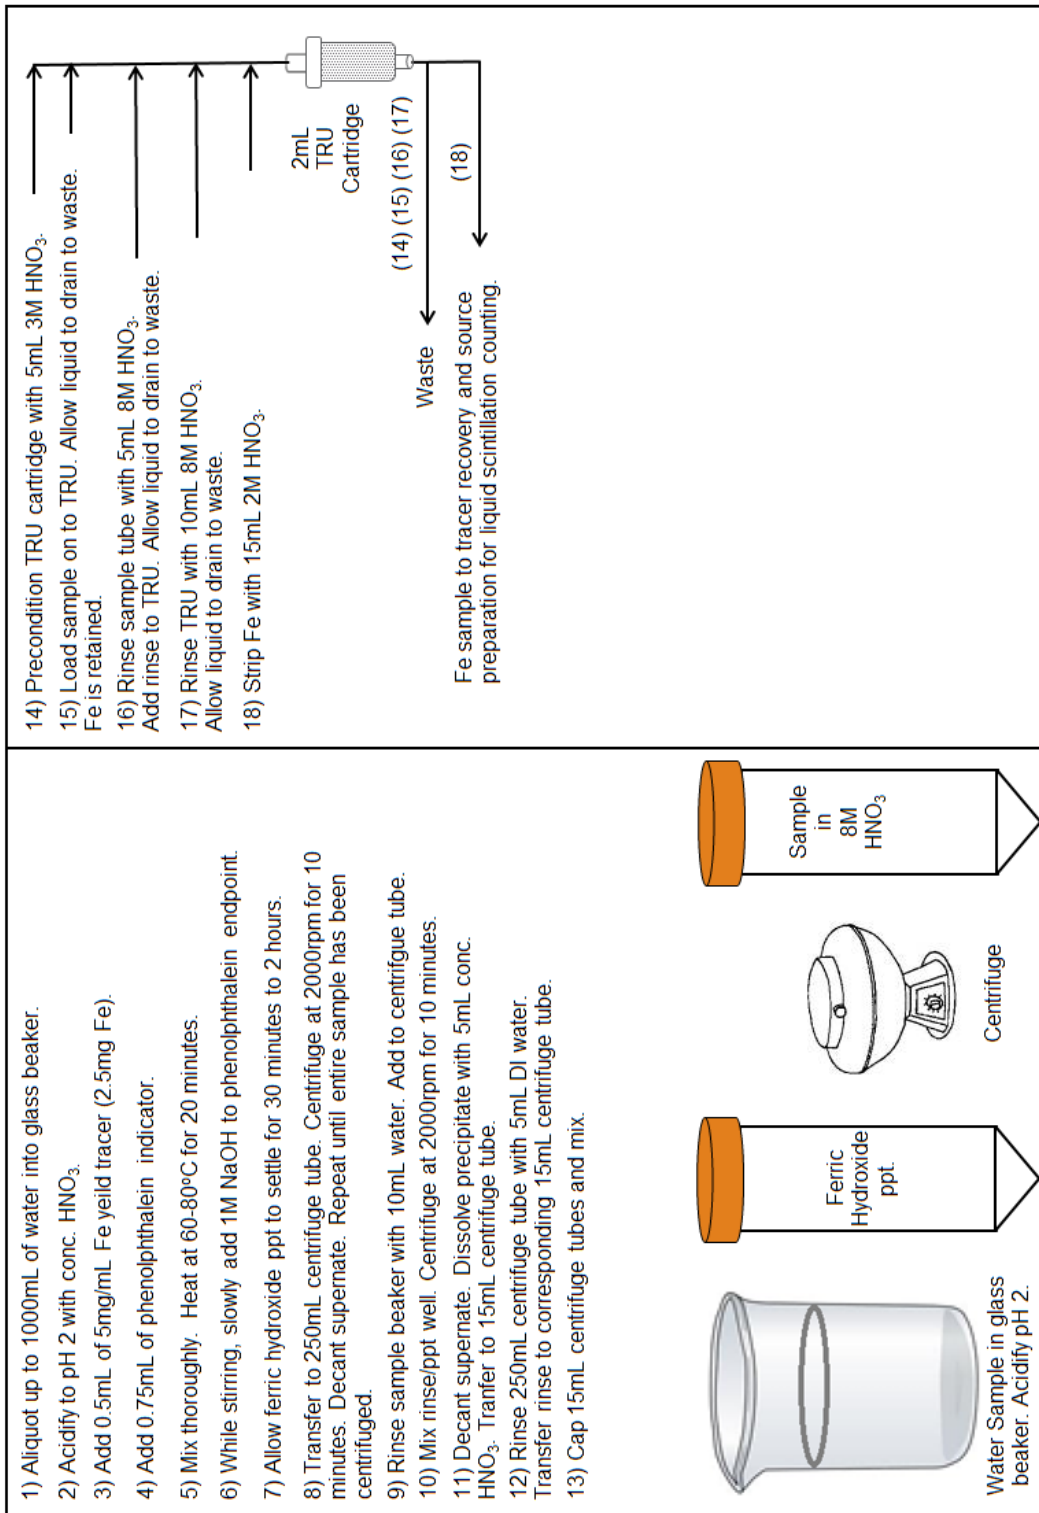 1) Aliquot up to 1000mL of water into glass beaker.
2) Acidify to pH 2 with conc. HNO₃.
3) Add 0.5mL of 5mg/mL Fe yeild tracer (2.5mg Fe).
4) Add 0.75mL of phenolphthalein indicator.
5) Mix thoroughly. Heat at 60-80ºC for 20 minutes.
6) While stirring, slowly add 1M NaOH to phenolphthalein endpoint.
7) Allow ferric hydroxide ppt to settle for 30 minutes to 2 hours.
8) Transfer to 250mL centrifuge tube. Centrifuge at 2000rpm for 10
minutes. Decant supernate. Repeat until entire sample has been
centrifuged.
9) Rinse sample beaker with 10mL water. Add to centrifgue tube.
10) Mix rinse/ppt well. Centrifuge at 2000rpm for 10 minutes.
11) Decant supernate. Dissolve precipitate with 5mL conc.
HNO₃. Tranfer to 15mL centrifuge tube.
12) Rinse 250mL centrifuge tube with 5mL DI water.
Transfer rinse to corresponding 15mL centrifuge tube.
13) Cap 15mL centrifuge tubes and mix.
Water Sample in glass
beaker. Acidify pH 2.
Ferric
Hydroxide
ppt.
Centrifuge
Sample
in
8M
HNO₃
14) Precondition TRU cartridge with 5mL 3M HNO₃.
15) Load sample on to TRU. Allow liquid to drain to waste.
Fe is retained.
16) Rinse sample tube with 5mL 8M HNO₃.
Add rinse to TRU. Allow liquid to drain to waste.
17) Rinse TRU with 10mL 8M HNO₃.
Allow liquid to drain to waste.
18) Strip Fe with 15mL 2M HNO₃.
2mL
TRU
Cartridge
(14) (15) (16) (17)
Waste
(18)
Fe sample to tracer recovery and source
preparation for liquid scintillation counting.